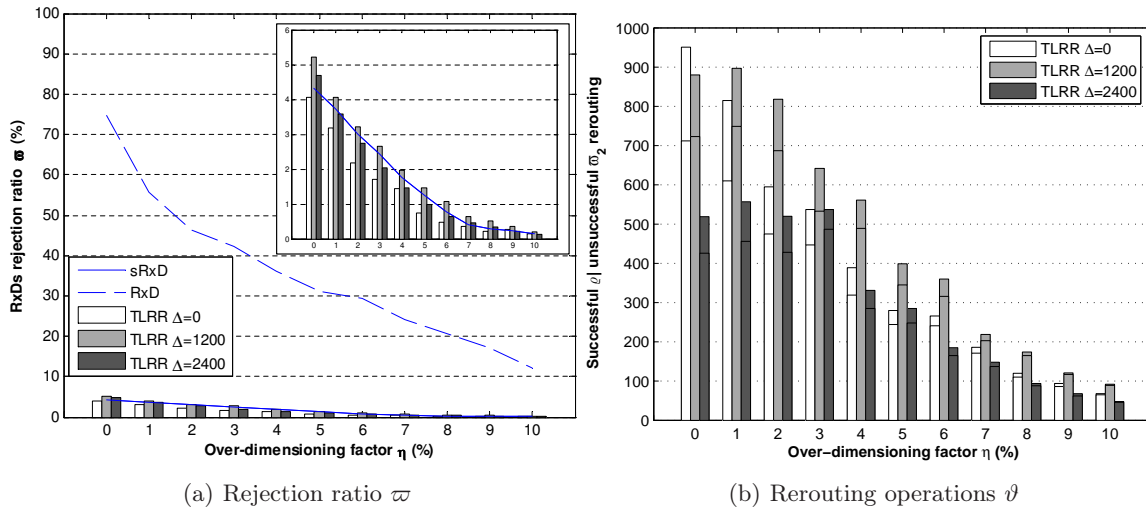 RxDs rejection ratio ϖ (%)
100
90
80
70
60
50
40
30
20
10
0
0 1 2 3 4 5 6 7 8 9 10
Over-dimensioning factor η (%)
sRxD
RxD
TLRR Δ=0
TLRR Δ=1200
TLRR Δ=2400
6
5
4
3
2
1
0
0 1 2 3 4 5 6 7 8 9 10
(a) Rejection ratio ϖ
Successful ϱ| unsuccessful ϖ₂ rerouting
1000
900
800
700
600
500
400
300
200
100
0
0 1 2 3 4 5 6 7 8 9 10
Over−dimensioning factor η (%)
TLRR Δ=0
TLRR Δ=1200
TLRR Δ=2400
(b) Rerouting operations ϑ